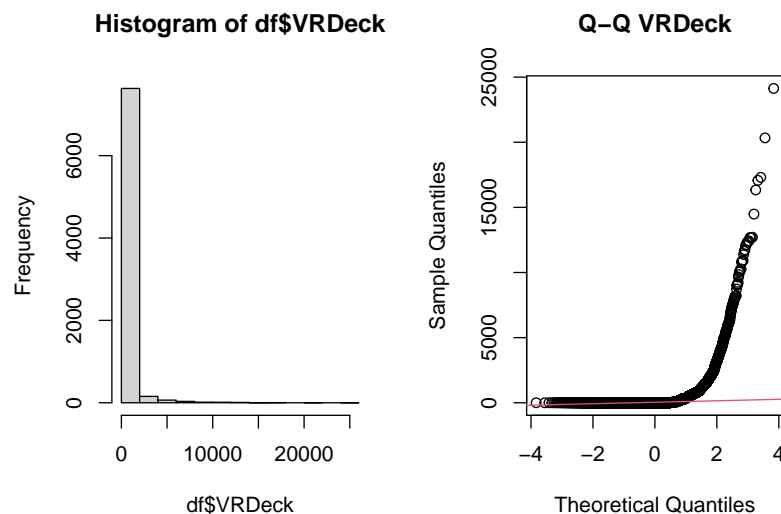 Histogram of df$VRDeck
Frequency
0
2000
4000
6000
0
10000
20000
df$VRDeck
Q−Q VRDeck
Sample Quantiles
0
5000
15000
25000
−4
−2
0
2
4
Theoretical Quantiles